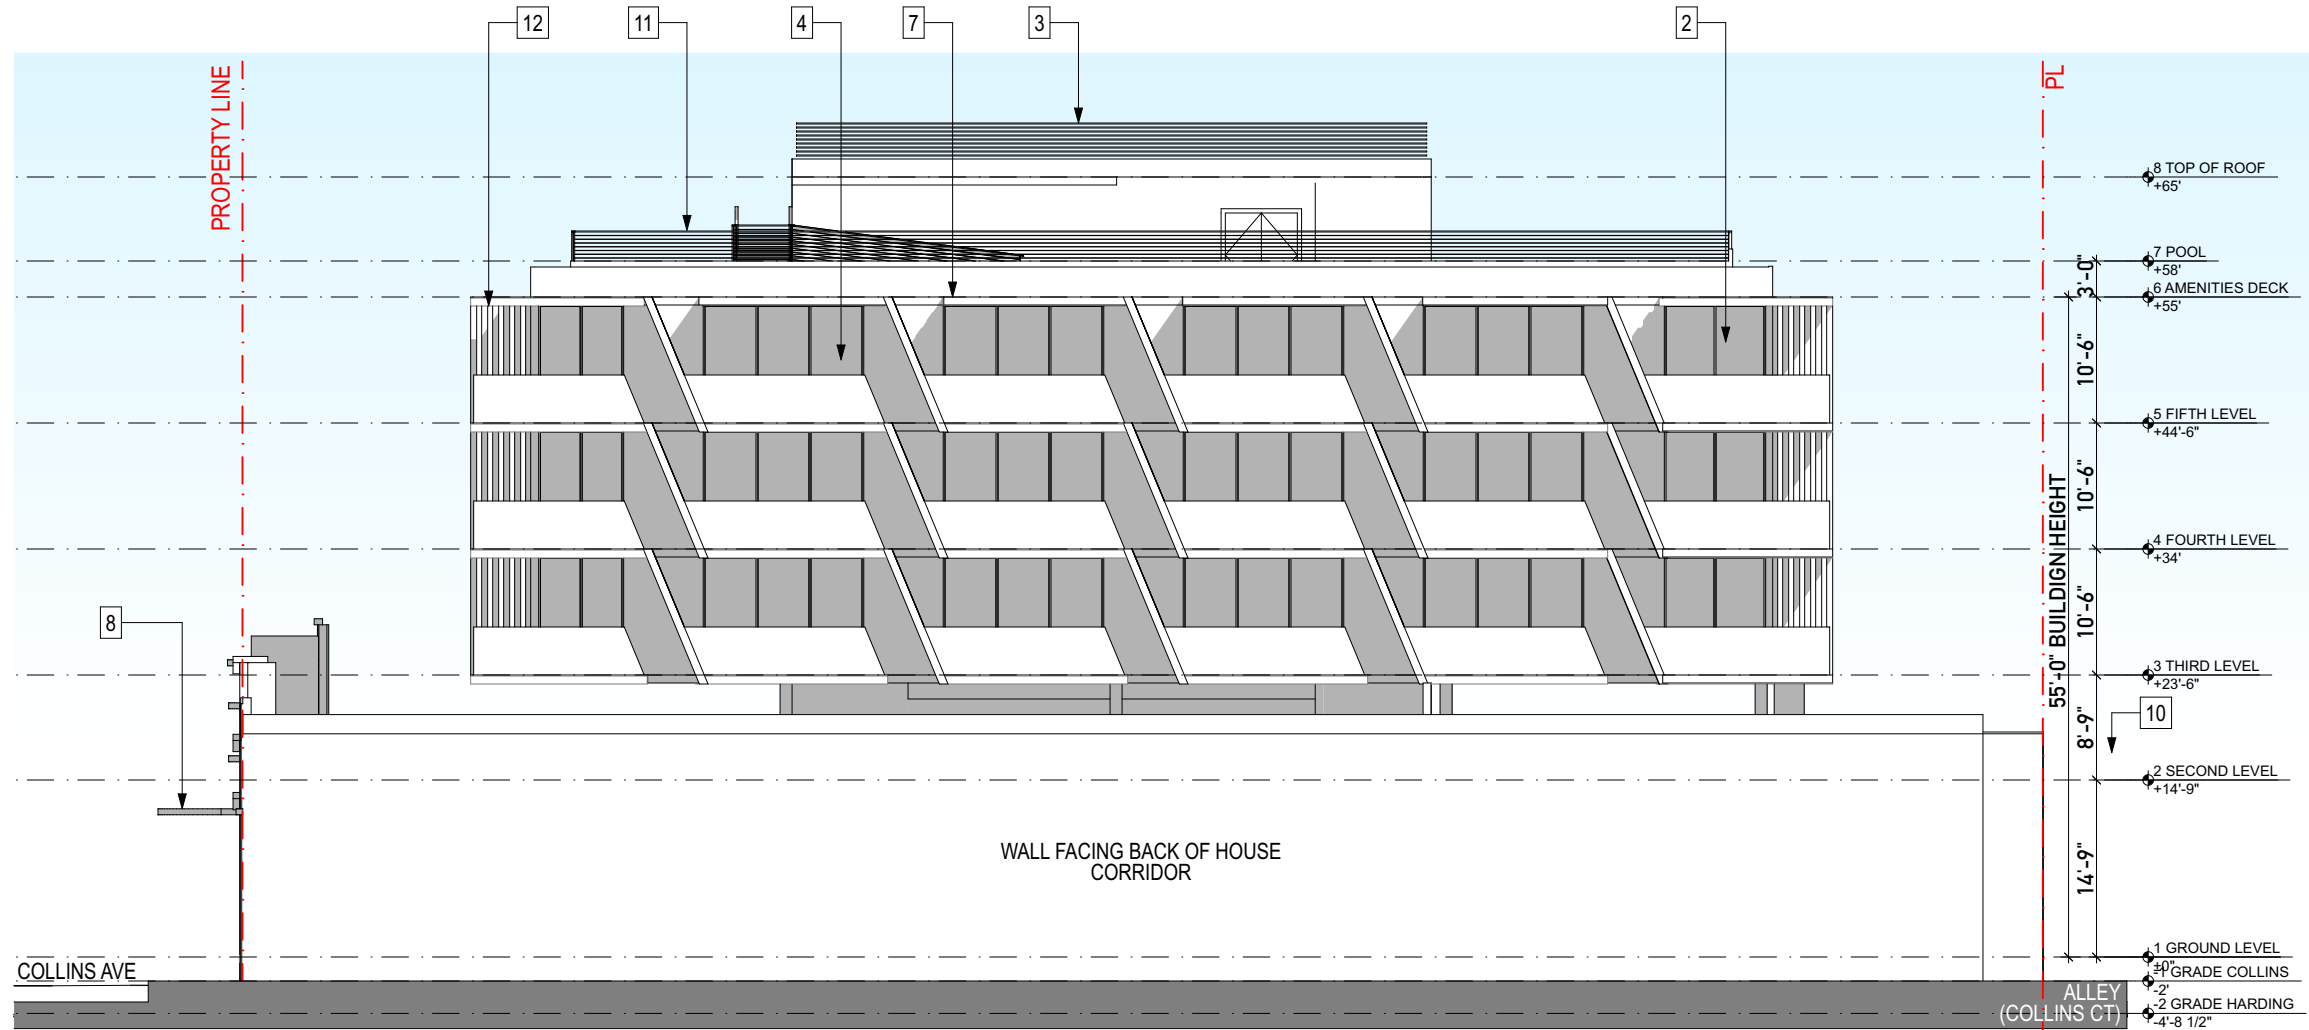 12
11
4
7
3
2
PROPERTY LINE
PL
8 TOP OF ROOF
+65'
7 POOL
+58'
3'-0"
6 AMENITIES DECK
+55'
10'-6"
5 FIFTH LEVEL
+44'-6"
10'-6"
4 FOURTH LEVEL
+34'
55'-0" BUILDIGN HEIGHT
10'-6"
8
3 THIRD LEVEL
+23'-6"
10
8'-9"
2 SECOND LEVEL
+14'-9"
WALL FACING BACK OF HOUSE
CORRIDOR
14'-9"
1 GROUND LEVEL
+0"
COLLINS AVE
-1 GRADE COLLINS
-2'
ALLEY
(COLLINS CT)
-2 GRADE HARDING
-4'-8 1/2"